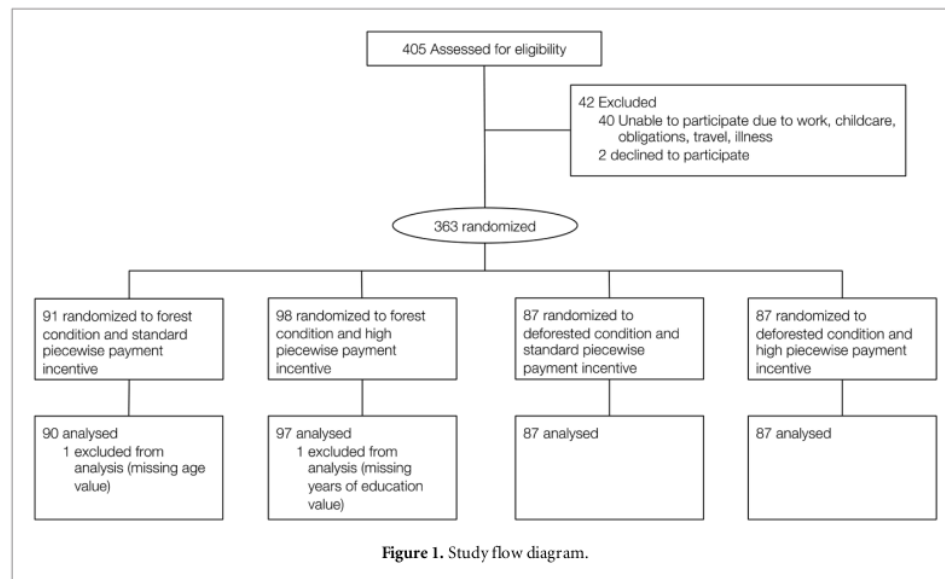 405 Assessed for eligibility
42 Excluded
40 Unable to participate due to work, childcare,
obligations, travel, illness
2 declined to participate
363 randomized
91 randomized to forest
condition and standard
piecewise payment
incentive
98 randomized to forest
condition and high
piecewise payment
incentive
87 randomized to
deforested condition and
standard piecewise
payment incentive
87 randomized to
deforested condition and
high piecewise payment
incentive
90 analysed
1 excluded from
analysis (missing age
value)
97 analysed
1 excluded from
analysis (missing
years of education
value)
87 analysed
87 analysed
Figure 1. Study flow diagram.